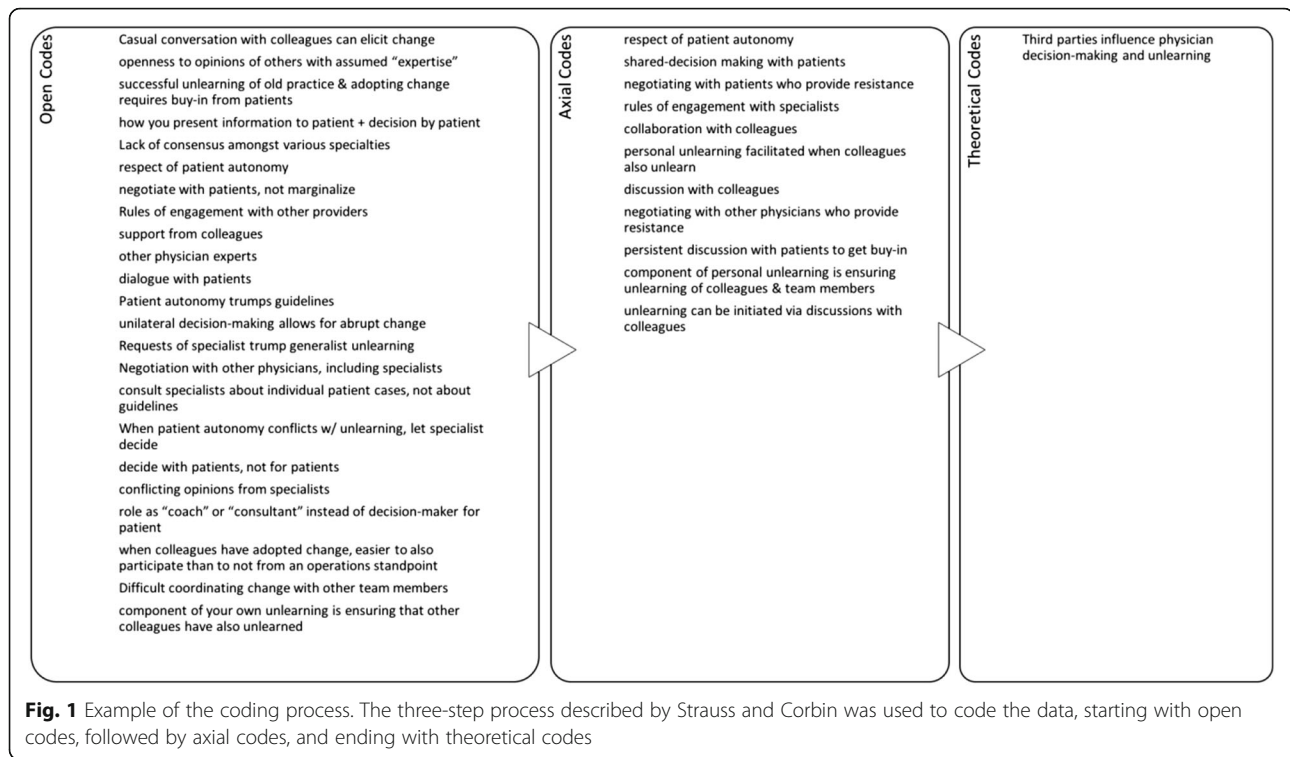 Open Codes
Casual conversation with colleagues can elicit change
openness to opinions of others with assumed “expertise”
successful unlearning of old practice & adopting change
requires buy-in from patients
how you present information to patient + decision by patient
Lack of consensus amongst various specialties
respect of patient autonomy
negotiate with patients, not marginalize
Rules of engagement with other providers
support from colleagues
other physician experts
dialogue with patients
Patient autonomy trumps guidelines
unilateral decision-making allows for abrupt change
Requests of specialist trump generalist unlearning
Negotiation with other physicians, including specialists
consult specialists about individual patient cases, not about
guidelines
When patient autonomy conflicts w/ unlearning, let specialist
decide
decide with patients, not for patients
conflicting opinions from specialists
role as “coach” or “consultant” instead of decision-maker for
patient
when colleagues have adopted change, easier to also
participate than to not from an operations standpoint
Difficult coordinating change with other team members
component of your own unlearning is ensuring that other
colleagues have also unlearned
Axial Codes
respect of patient autonomy
shared-decision making with patients
negotiating with patients who provide resistance
rules of engagement with specialists
collaboration with colleagues
personal unlearning facilitated when colleagues
also unlearn
discussion with colleagues
negotiating with other physicians who provide
resistance
persistent discussion with patients to get buy-in
component of personal unlearning is ensuring
unlearning of colleagues & team members
unlearning can be initiated via discussions with
colleagues
Theoretical Codes
Third parties influence physician
decision-making and unlearning
Fig. 1 Example of the coding process. The three-step process described by Strauss and Corbin was used to code the data, starting with open
codes, followed by axial codes, and ending with theoretical codes